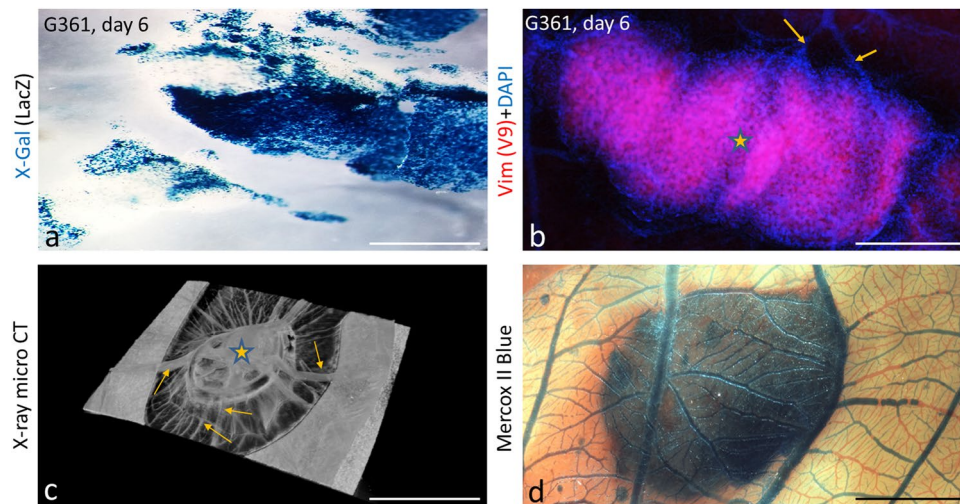 G361, day 6
X-Gal (LacZ)
a
G361, day 6
Vim (V9)+DAPI
b
X-ray micro CT
c
Mercox II Blue
d